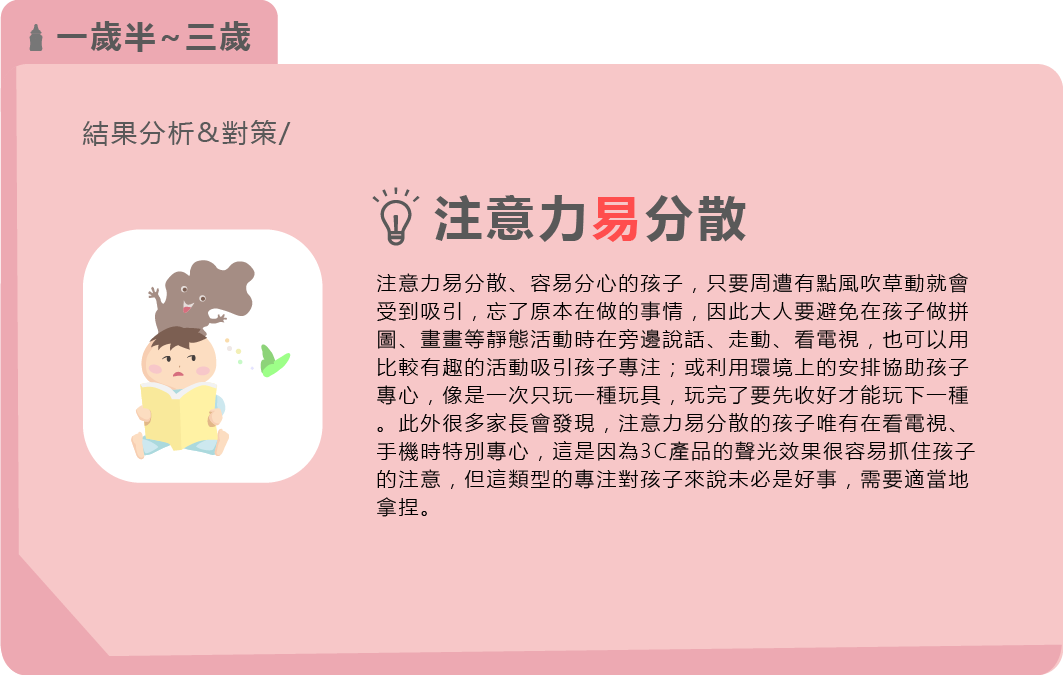 一歲半~三歲
結果分析&對策/
注意力易分散
注意力易分散、容易分心的孩子，只要周遭有點風吹草動就會
受到吸引，忘了原本在做的事情，因此大人要避免在孩子做拼
圖、畫畫等靜態活動時在旁邊說話、走動、看電視，也可以用
比較有趣的活動吸引孩子專注；或利用環境上的安排協助孩子
專心，像是一次只玩一種玩具，玩完了要先收好才能玩下一種
。此外很多家長會發現，注意力易分散的孩子唯有在看電視、
手機時特別專心，這是因為3C產品的聲光效果很容易抓住孩子
的注意，但這類型的專注對孩子來說未必是好事，需要適當地
拿捏。